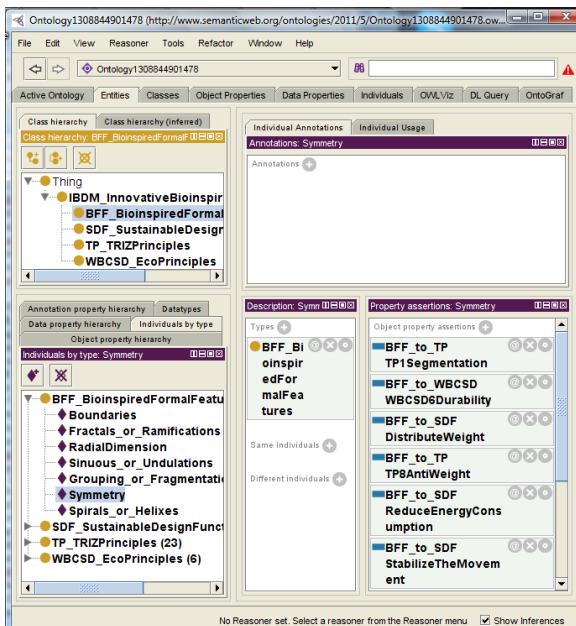 Ontology1308844901478 (http://www.semanticweb.org/ontologies/2011/5/Ontology1308844901478.ow...
File Edit View Reasoner Tools Refactor Window Help
Ontology1308844901478
Active Ontology Entities Classes Object Properties Data Properties Individuals OWLViz DL Query OntoGraf
Class hierarchy Class hierarchy (inferred)
Class hierarchy: BFF_BioinspiredFormalF
Thing
IBDM_InnovativeBioinspir
BFF_BioinspiredFormal
SDF_SustainableDesign
TP_TRIZPrinciples
WBCSD_EcoPrinciples
Individual Annotations Individual Usage
Annotations: Symmetry
Annotations
Annotation property hierarchy Datatypes
Data property hierarchy Individuals by type
Object property hierarchy
Individuals by type: Symmetry
BFF_BioinspiredFormalFeatu
Boundaries
Fractals_or_Ramifications
RadialDimension
Sinuous_or_Undulations
Grouping_or_Fragmentati
Symmetry
Spirals_or_Helixes
SDF_SustainableDesignFunct
TP_TRIZPrinciples (23)
WBCSD_EcoPrinciples (6)
Description: Symm
Types
BFF_Bi
oinspir
edFor
malFea
tures
Same individuals
Different individuals
Property assertions: Symmetry
Object property assertions
BFF_to_TP
TP1Segmentation
BFF_to_WBCSD
WBCSD6Durability
BFF_to_SDF
DistributeWeight
BFF_to_TP
TP8AntiWeight
BFF_to_SDF
ReduceEnergyCons
umption
BFF_to_SDF
StabilizeTheMovem
ent
No Reasoner set. Select a reasoner from the Reasoner menu Show Inferences